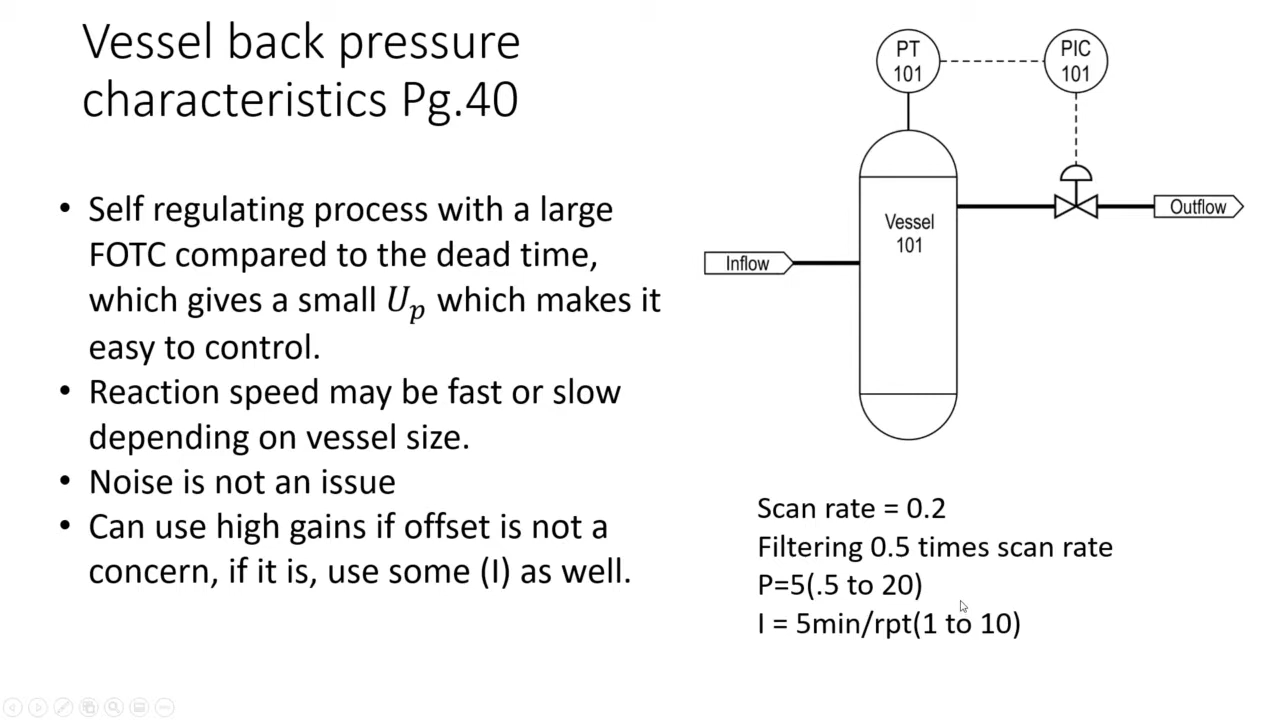 Vessel back pressure
characteristics Pg.40
• Self regulating process with a large
FOTC compared to the dead time,
which gives a small U_p which makes it
easy to control.
• Reaction speed may be fast or slow
depending on vessel size.
• Noise is not an issue
• Can use high gains if offset is not a
concern, if it is, use some (I) as well.
PT
101
PIC
101
Vessel
101
Outflow
Inflow
Scan rate = 0.2
Filtering 0.5 times scan rate
P=5(.5 to 20)
I = 5min/rpt(1 to 10)